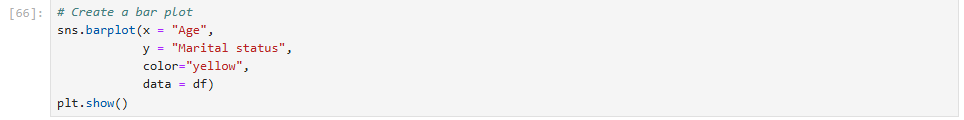 [66]: # Create a bar plot
sns.barplot(x = "Age",
y = "Marital status",
color="yellow",
data = df)
plt.show()